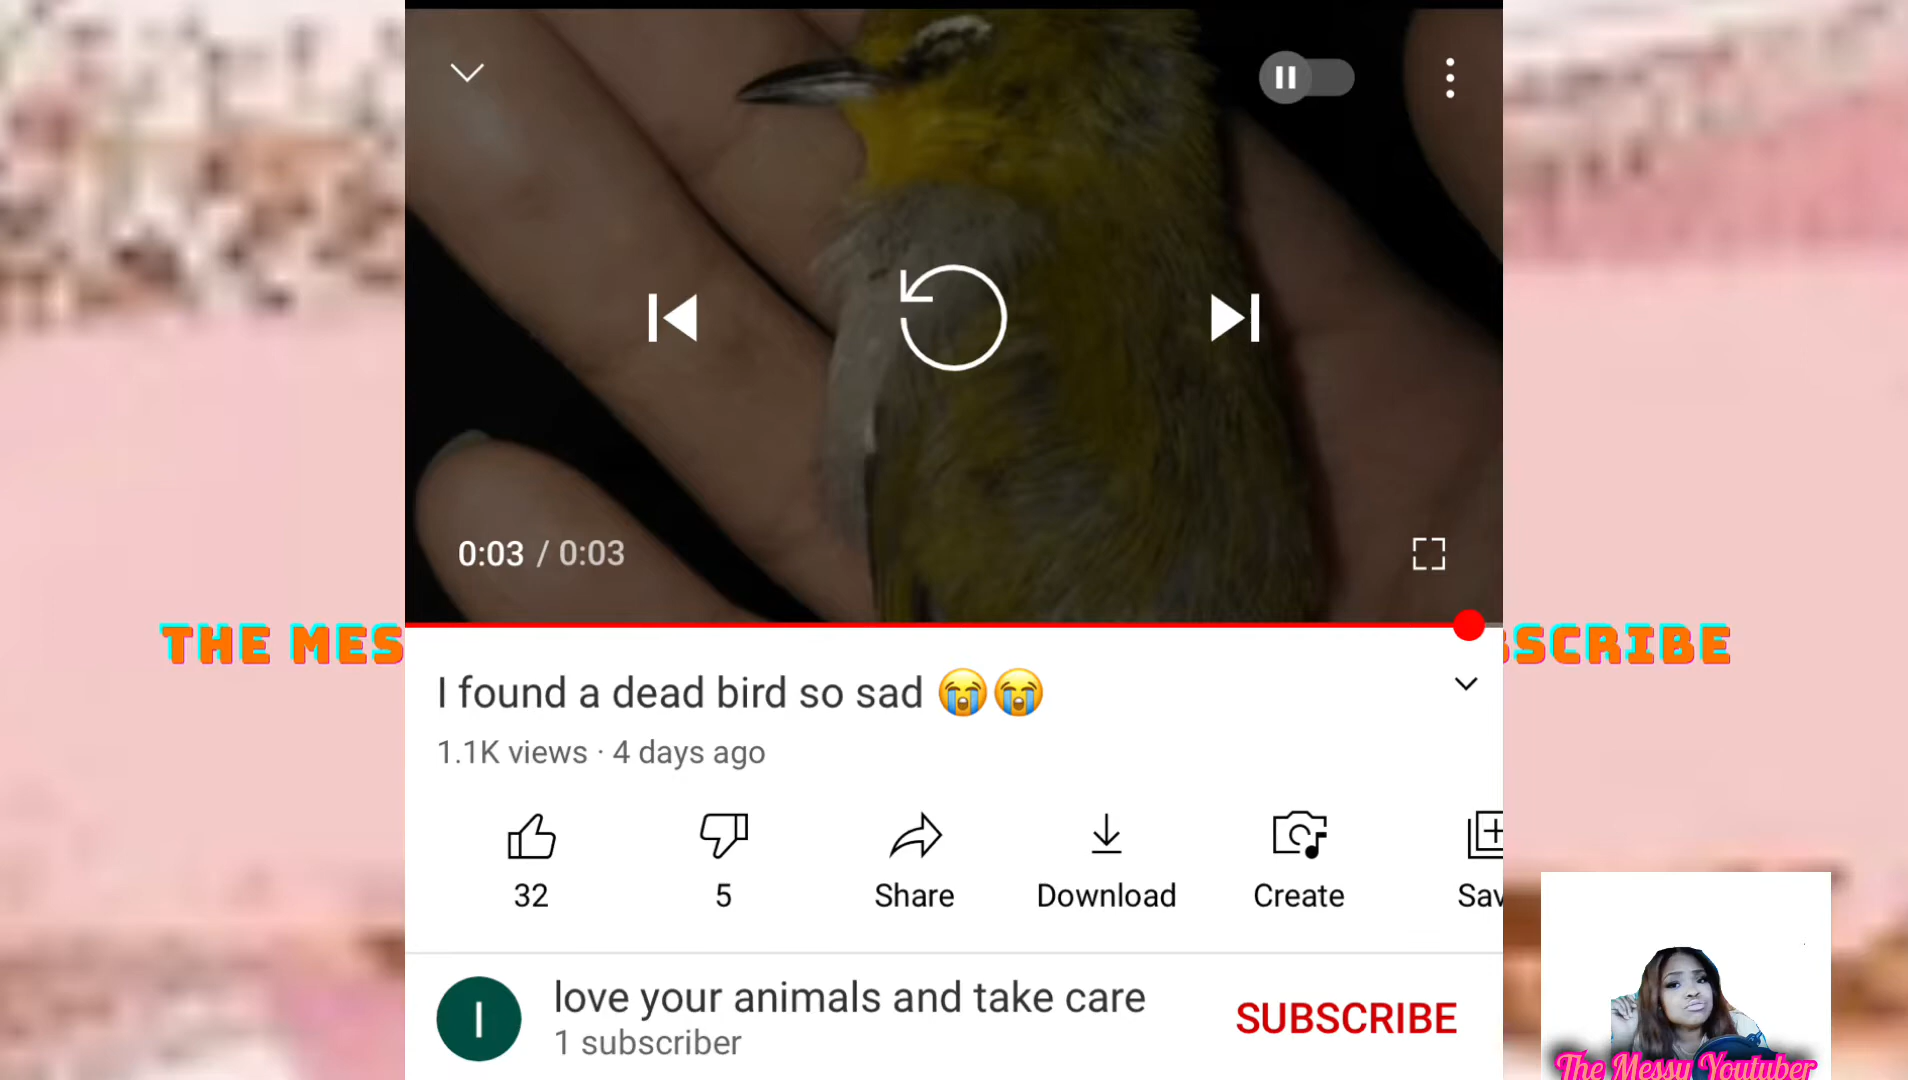 0:03 / 0:03
THE MES
SCRIBE
I found a dead bird so sad 😭😭
1.1K views · 4 days ago
32
5
Share
Download
Create
Sav
I
love your animals and take care
1 subscriber
SUBSCRIBE
The Messy Youtuber